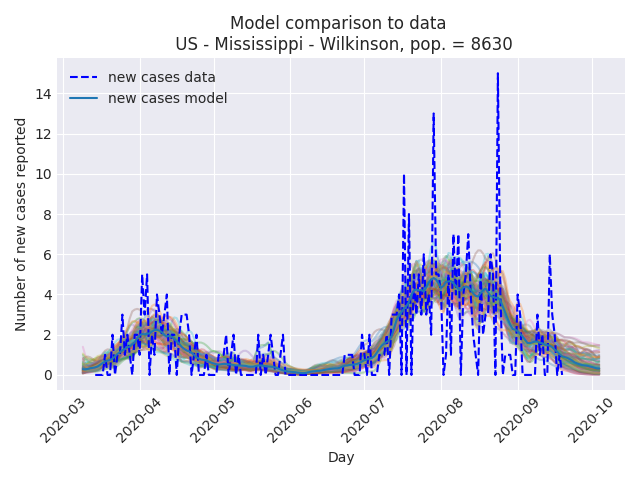 Model comparison to data
US - Mississippi - Wilkinson, pop. = 8630
new cases data
new cases model
Number of new cases reported
14
12
10
8
6
4
2
0
2020-03
2020-04
2020-05
2020-06
2020-07
2020-08
2020-09
2020-10
Day